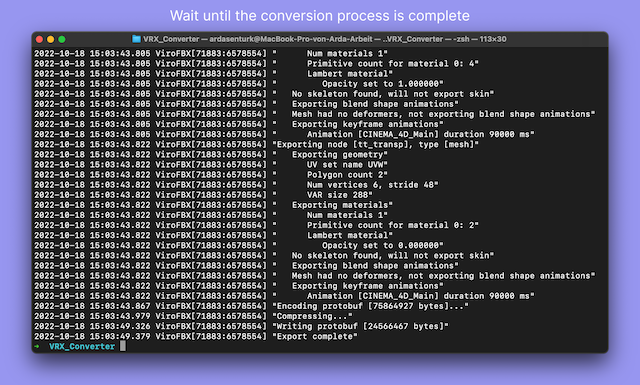 Wait until the conversion process is complete
VRX_Converter — ardasenturk@MacBook-Pro-von-Arda-Arbeit — ..VRX_Converter — -zsh — 113×30
2022-10-18 15:03:43.805 ViroFBX[71883:6578554] "      Num materials 1"
2022-10-18 15:03:43.805 ViroFBX[71883:6578554] "      Primitive count for material 0: 4"
2022-10-18 15:03:43.805 ViroFBX[71883:6578554] "      Lambert material"
2022-10-18 15:03:43.805 ViroFBX[71883:6578554] "         Opacity set to 1.000000"
2022-10-18 15:03:43.805 ViroFBX[71883:6578554] "   No skeleton found, will not export skin"
2022-10-18 15:03:43.805 ViroFBX[71883:6578554] "   Exporting blend shape animations"
2022-10-18 15:03:43.805 ViroFBX[71883:6578554] "   Mesh had no deformers, not exporting blend shape animations"
2022-10-18 15:03:43.805 ViroFBX[71883:6578554] "   Exporting keyframe animations"
2022-10-18 15:03:43.805 ViroFBX[71883:6578554] "      Animation [CINEMA_4D_Main] duration 90000 ms"
2022-10-18 15:03:43.822 ViroFBX[71883:6578554] "Exporting node [tt_transp], type [mesh]"
2022-10-18 15:03:43.822 ViroFBX[71883:6578554] "   Exporting geometry"
2022-10-18 15:03:43.822 ViroFBX[71883:6578554] "      UV set name UVW"
2022-10-18 15:03:43.822 ViroFBX[71883:6578554] "      Polygon count 2"
2022-10-18 15:03:43.822 ViroFBX[71883:6578554] "      Num vertices 6, stride 48"
2022-10-18 15:03:43.822 ViroFBX[71883:6578554] "      VAR size 288"
2022-10-18 15:03:43.822 ViroFBX[71883:6578554] "   Exporting materials"
2022-10-18 15:03:43.822 ViroFBX[71883:6578554] "      Num materials 1"
2022-10-18 15:03:43.822 ViroFBX[71883:6578554] "      Primitive count for material 0: 2"
2022-10-18 15:03:43.822 ViroFBX[71883:6578554] "      Lambert material"
2022-10-18 15:03:43.822 ViroFBX[71883:6578554] "         Opacity set to 0.000000"
2022-10-18 15:03:43.822 ViroFBX[71883:6578554] "   No skeleton found, will not export skin"
2022-10-18 15:03:43.822 ViroFBX[71883:6578554] "   Exporting blend shape animations"
2022-10-18 15:03:43.822 ViroFBX[71883:6578554] "   Mesh had no deformers, not exporting blend shape animations"
2022-10-18 15:03:43.822 ViroFBX[71883:6578554] "   Exporting keyframe animations"
2022-10-18 15:03:43.822 ViroFBX[71883:6578554] "      Animation [CINEMA_4D_Main] duration 90000 ms"
2022-10-18 15:03:43.867 ViroFBX[71883:6578554] "Encoding protobuf [75864927 bytes]..."
2022-10-18 15:03:43.979 ViroFBX[71883:6578554] "Compressing..."
2022-10-18 15:03:49.326 ViroFBX[71883:6578554] "Writing protobuf [24566467 bytes]"
2022-10-18 15:03:49.379 ViroFBX[71883:6578554] "Export complete"
➜  VRX_Converter